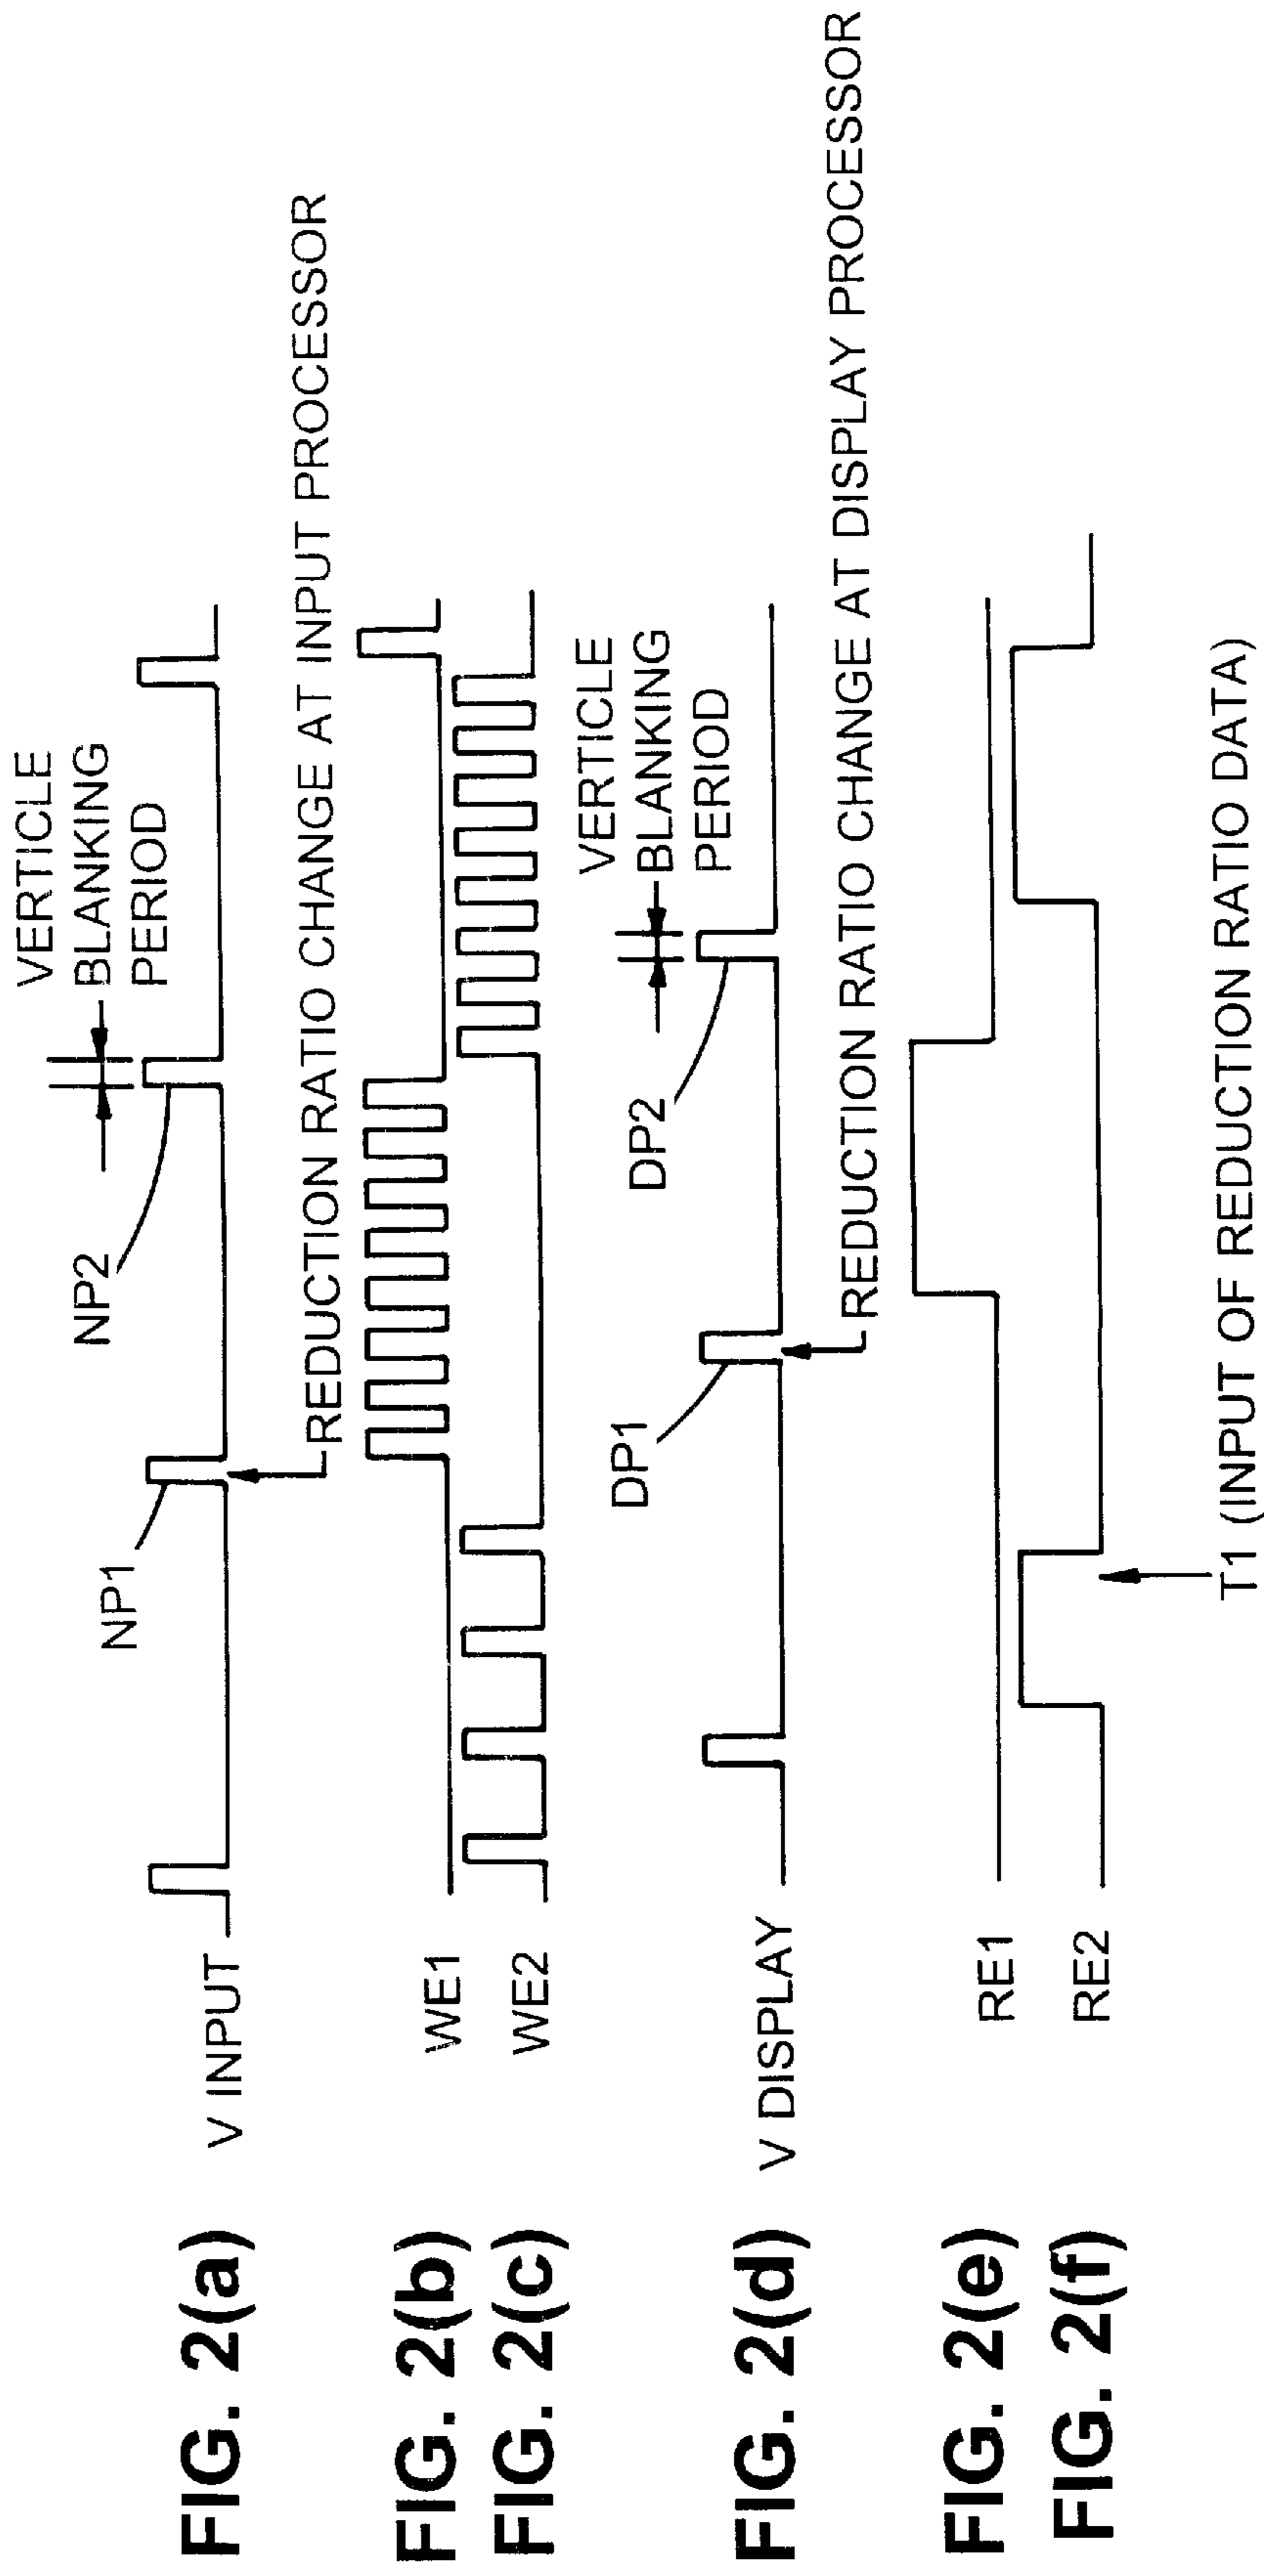 VERTICLE
BLANKING
PERIOD
NP1
NP2
FIG. 2(a) V INPUT
REDUCTION RATIO CHANGE AT INPUT PROCESSOR
FIG. 2(b) WE1
FIG. 2(c) WE2
VERTICLE
BLANKING
PERIOD
DP1
DP2
FIG. 2(d) V DISPLAY
REDUCTION RATIO CHANGE AT DISPLAY PROCESSOR
FIG. 2(e) RE1
FIG. 2(f) RE2
T1 (INPUT OF REDUCTION RATIO DATA)